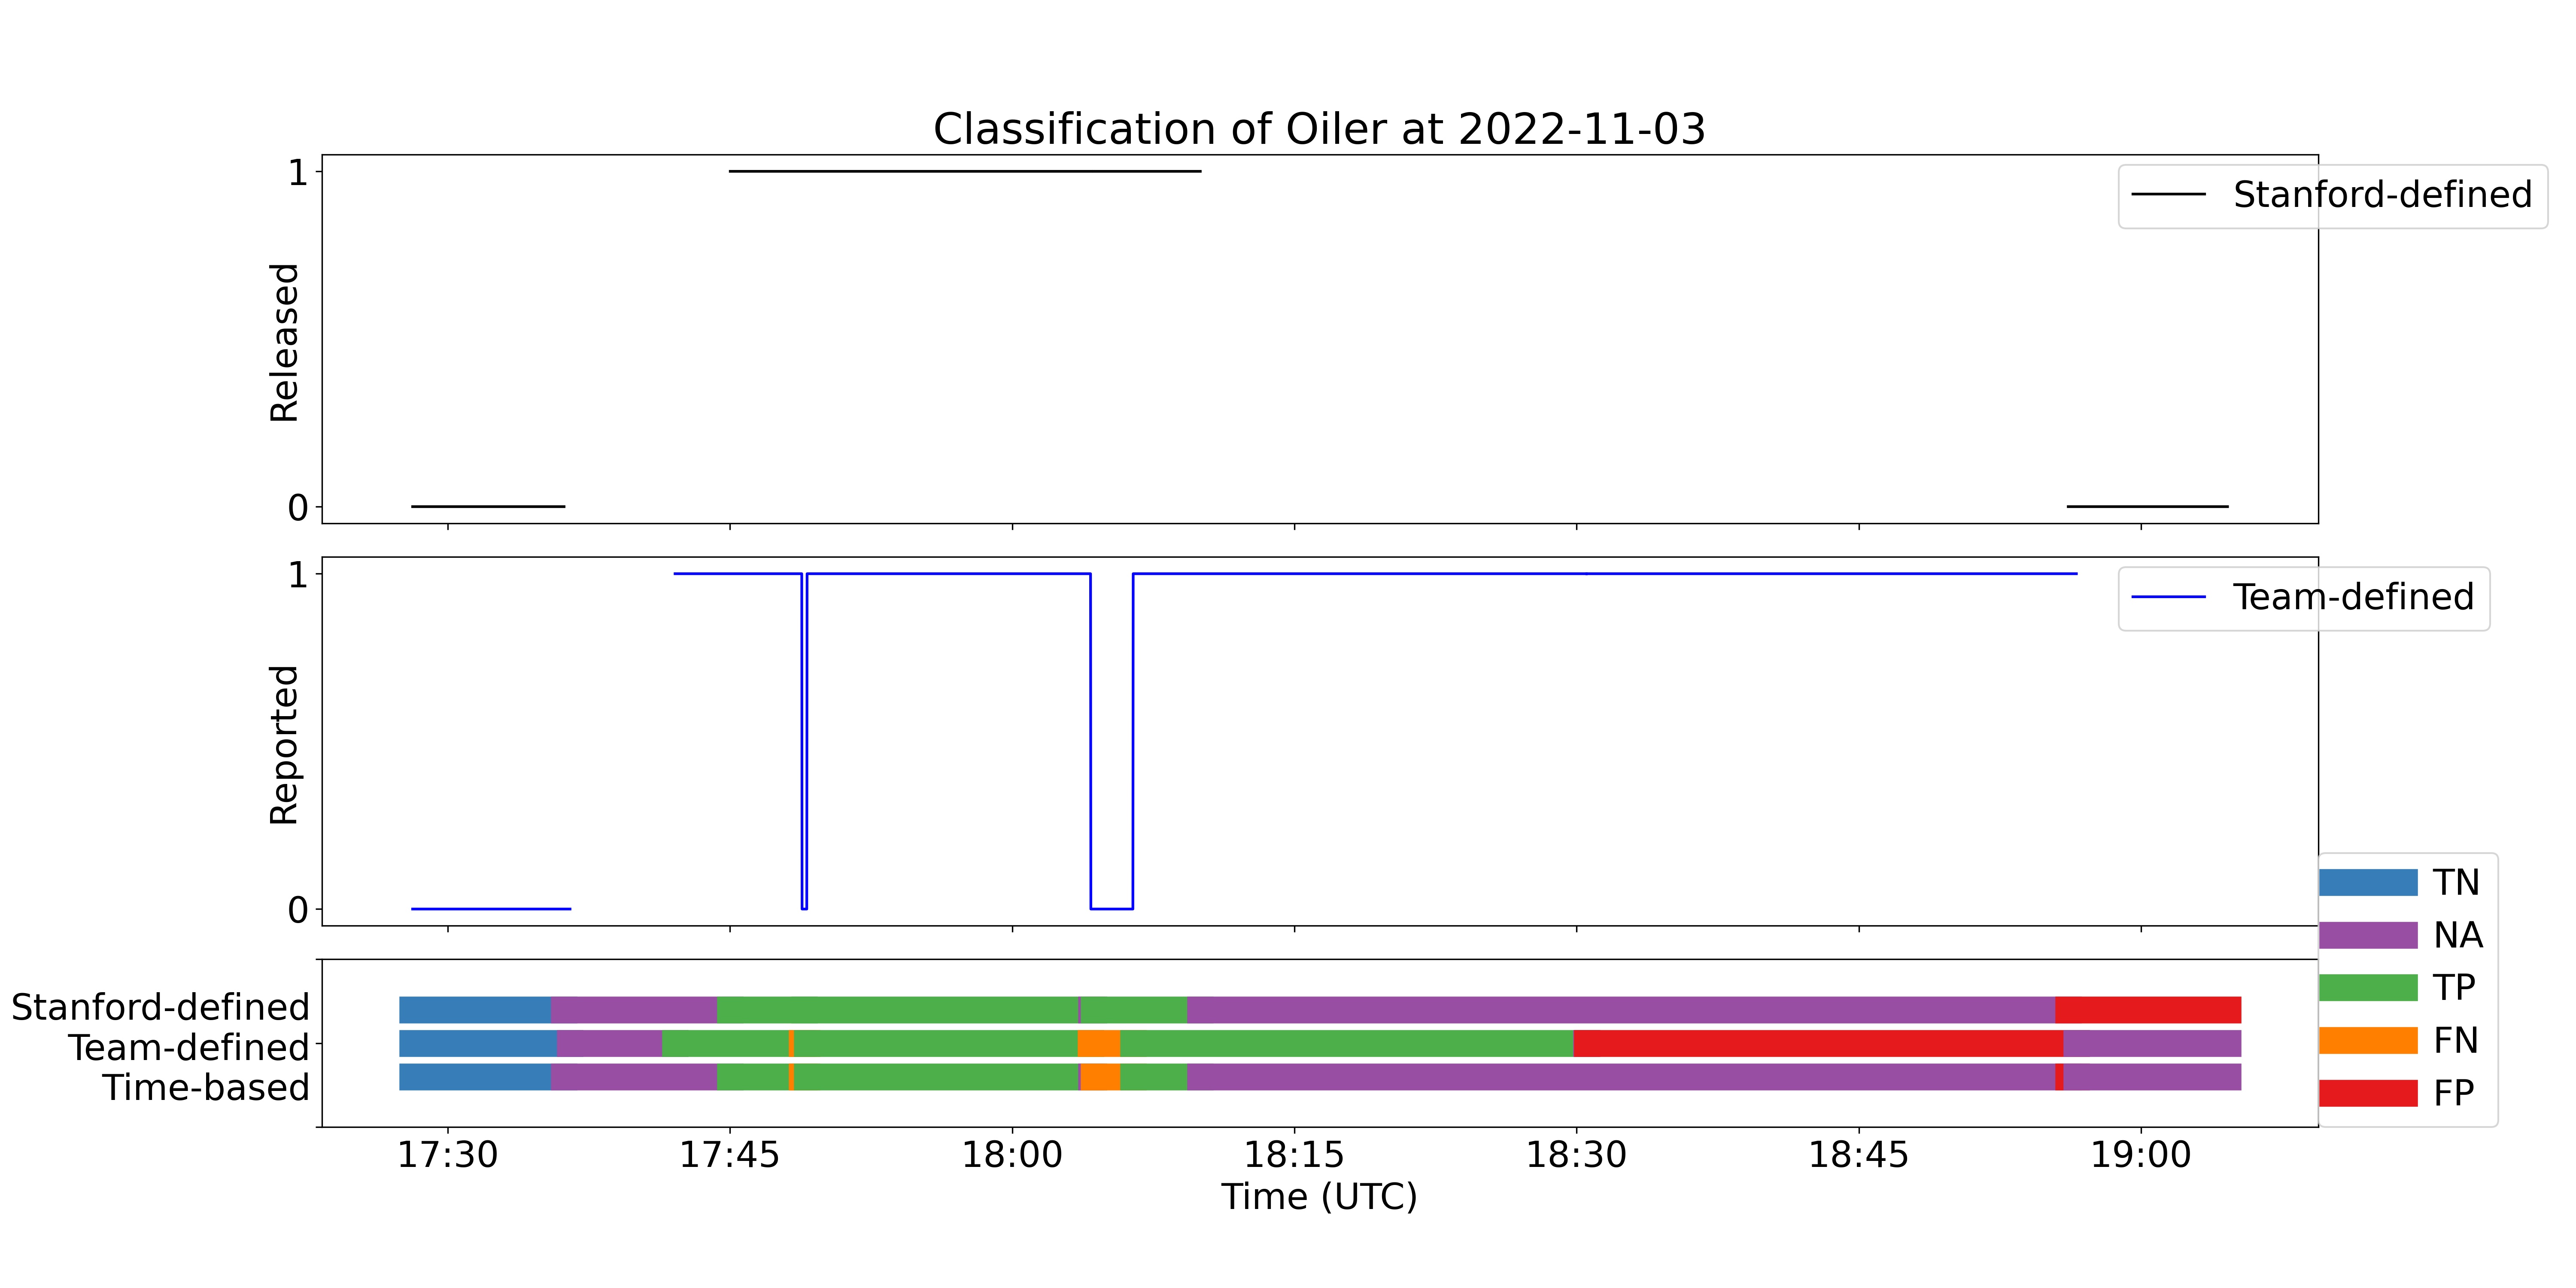 Classification of Oiler at 2022-11-03
1
0
Released
Stanford-defined
1
0
Reported
Team-defined
TN
NA
TP
FN
FP
Stanford-defined
Team-defined
Time-based
17:30 17:45 18:00 18:15 18:30 18:45 19:00
Time (UTC)